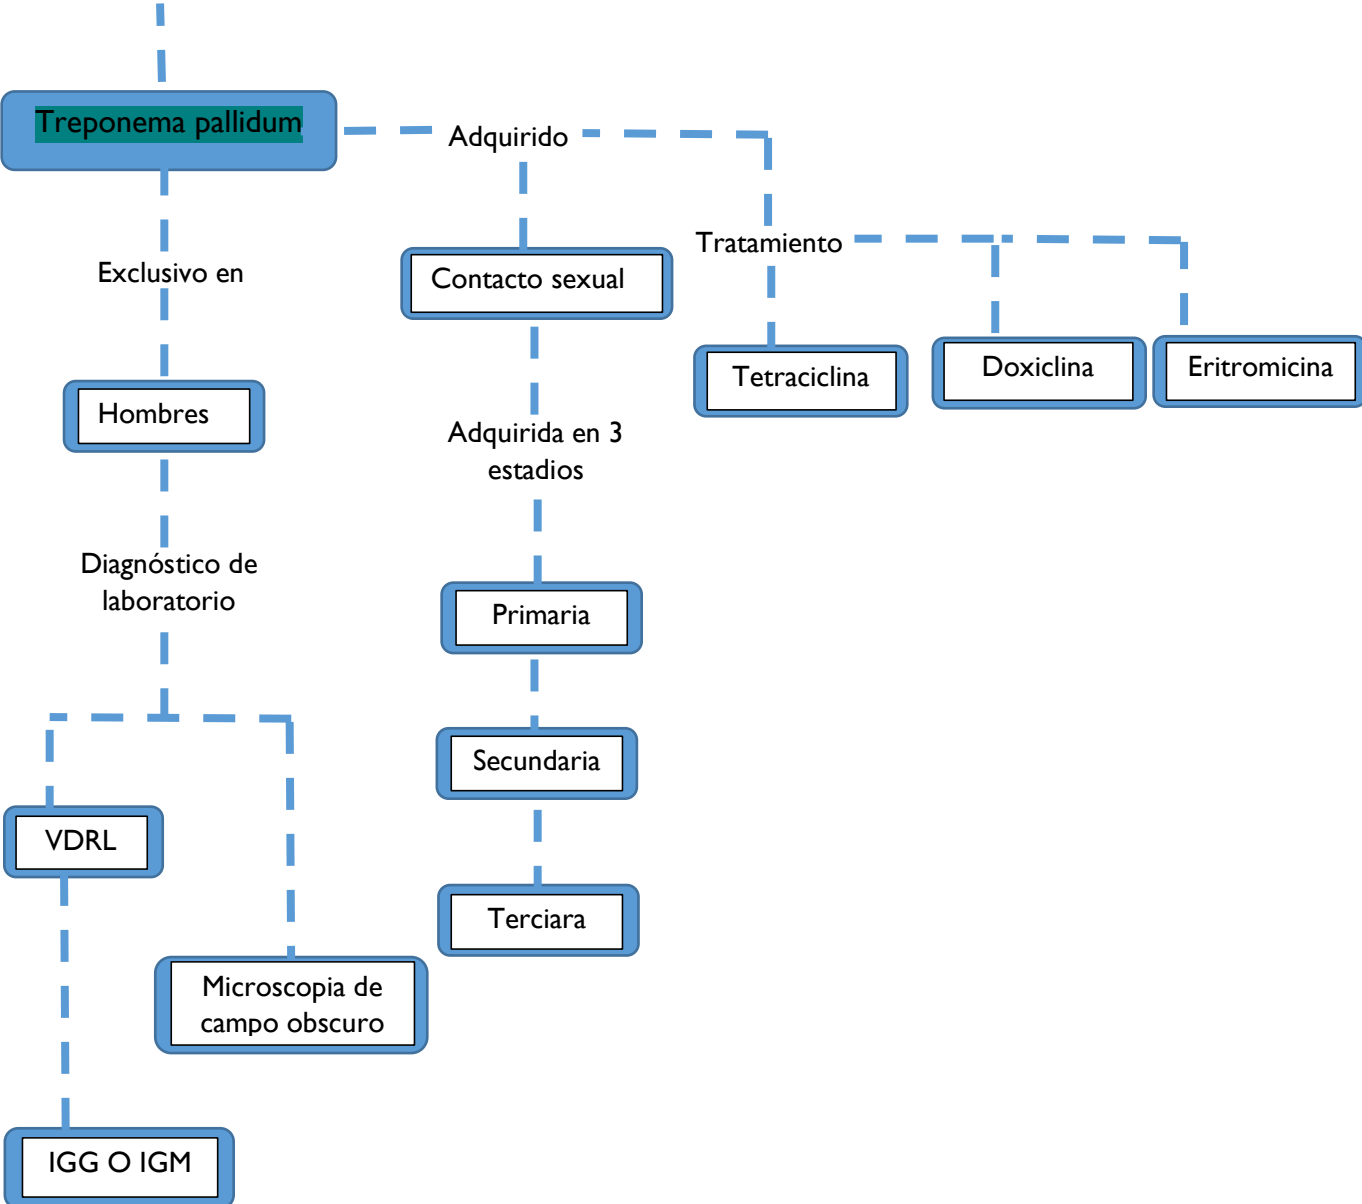 Treponema pallidum
Adquirido
Tratamiento
Exclusivo en
Contacto sexual
Tetraciclina
Doxiclina
Eritromicina
Hombres
Adquirida en 3
estadios
Diagnóstico de
laboratorio
Primaria
Secundaria
VDRL
Terciara
Microscopia de
campo obscuro
IGG O IGM